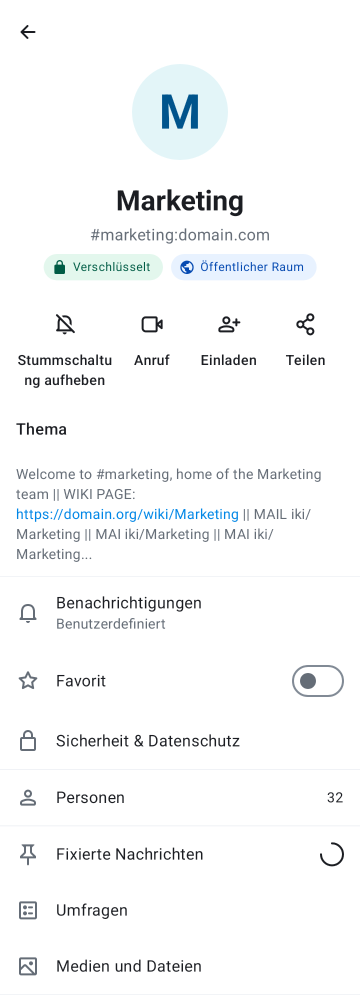 M
Marketing
#marketing:domain.com
Verschlüsselt
Öffentlicher Raum
Stummschaltu
ng aufheben
Anruf
Einladen
Teilen
Thema
Welcome to #marketing, home of the Marketing
team || WIKI PAGE:
https://domain.org/wiki/Marketing || MAIL iki/
Marketing || MAI iki/Marketing || MAI iki/
Marketing...
Benachrichtigungen
Benutzerdefiniert
Favorit
Sicherheit & Datenschutz
Personen 32
Fixierte Nachrichten
Umfragen
Medien und Dateien